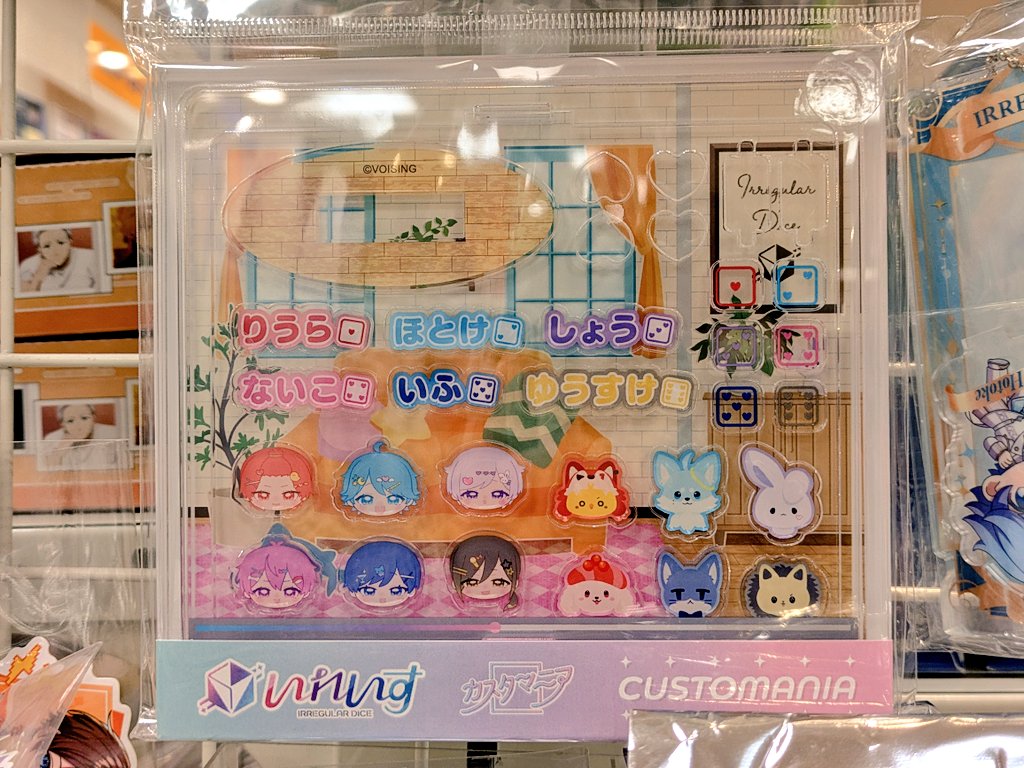 ©VOISING
IRRE
Irregular
Dice
りうら
ほとけ
しょう
ないこ
いふ
ゆうすけ
Hotoke
いれいす
IRREGULAR DICE
カスタマニア
CUSTOMANIA